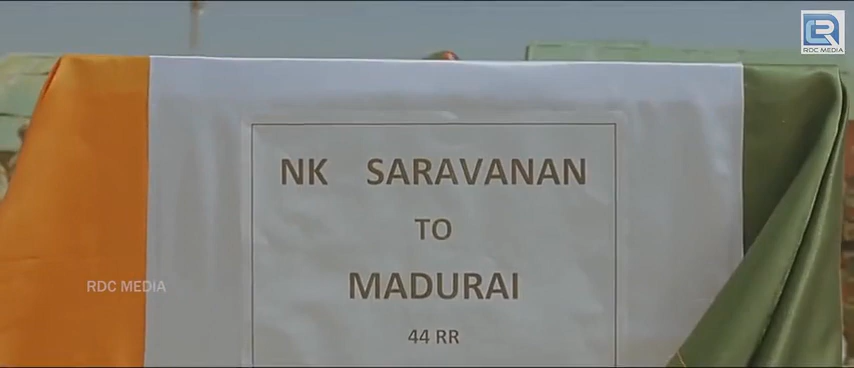 RDC MEDIA
NK SARAVANAN
TO
MADURAI
44 RR
RDC MEDIA